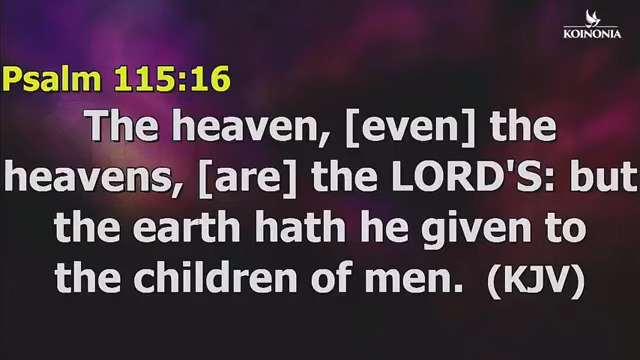 KOINONIA
Psalm 115:16
The heaven, [even] the
heavens, [are] the LORD'S: but
the earth hath he given to
the children of men. (KJV)